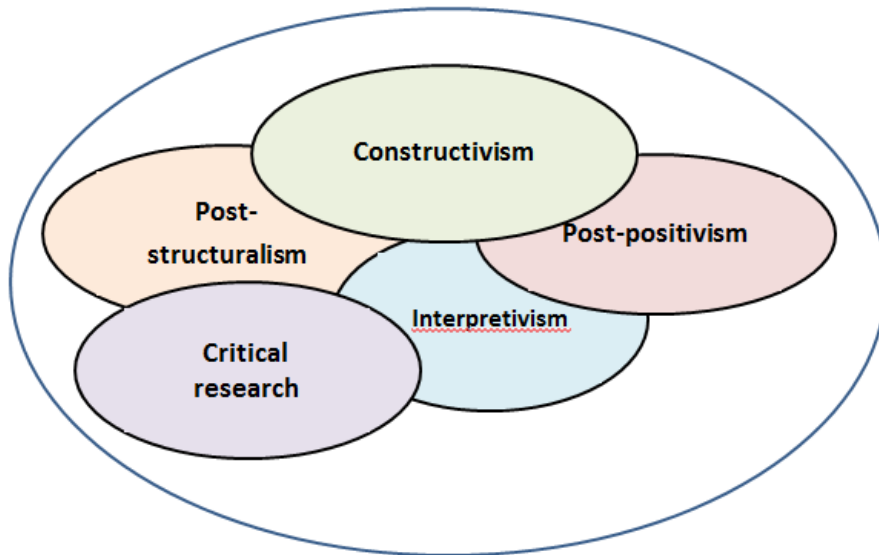 Constructivism
Post-
structuralism
Post-positivism
Interpretivism
Critical
research